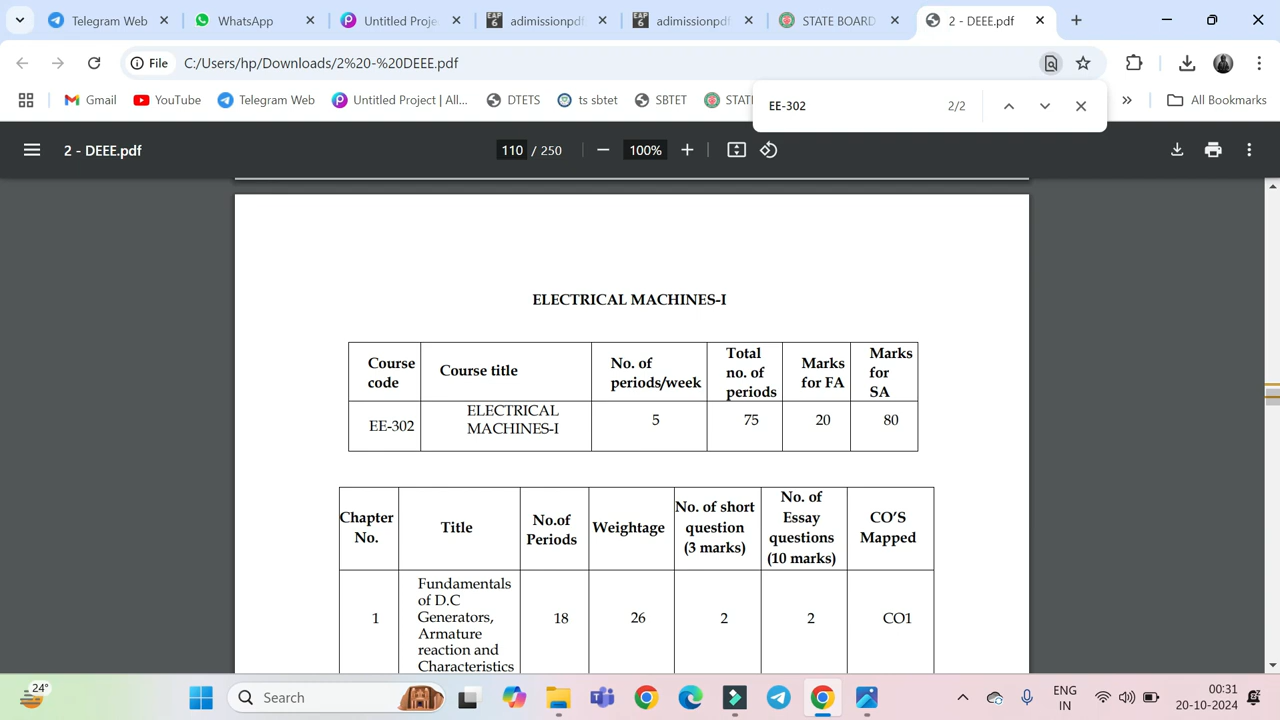 Telegram Web
WhatsApp
Untitled Proje
adimissionpdf
adimissionpdf
STATE BOARD
2 - DEEE.pdf
File
C:/Users/hp/Downloads/2%20-%20DEEE.pdf
Gmail
YouTube
Telegram Web
Untitled Project | All...
DTETS
ts sbtet
SBTET
STAT
All Bookmarks
EE-302
2/2
2 - DEEE.pdf
110 / 250
100%
ELECTRICAL MACHINES-I
Course code
Course title
No. of periods/week
Total no. of periods
Marks for FA
Marks for SA
EE-302
ELECTRICAL MACHINES-I
5
75
20
80
Chapter No.
Title
No.of Periods
Weightage
No. of short question (3 marks)
No. of Essay questions (10 marks)
CO'S Mapped
1
Fundamentals of D.C Generators, Armature reaction and Characteristics
18
26
2
2
CO1
24°
Search
ENG
IN
00:31
20-10-2024